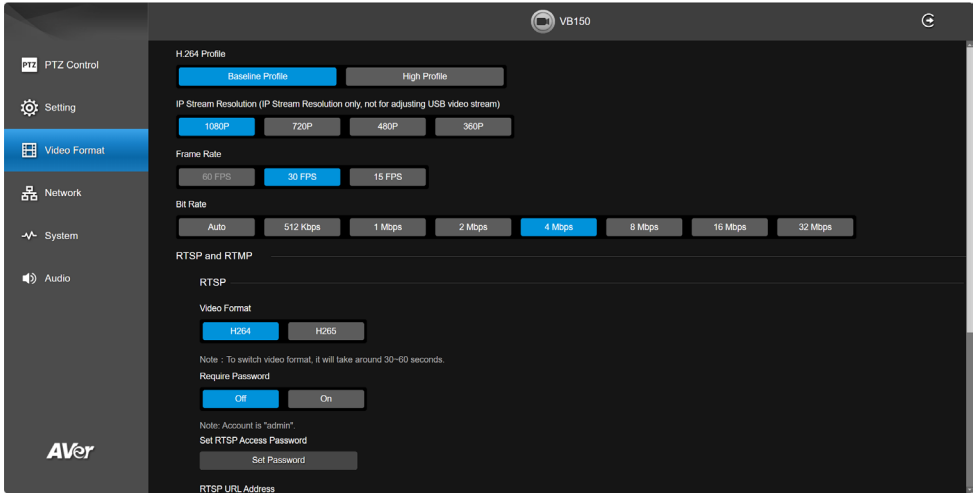 VB150
PTZ PTZ Control
Setting
Video Format
Network
System
Audio
AVer
H.264 Profile
Baseline Profile High Profile
IP Stream Resolution (IP Stream Resolution only, not for adjusting USB video stream)
1080P 720P 480P 360P
Frame Rate
60 FPS 30 FPS 15 FPS
Bit Rate
Auto 512 Kbps 1 Mbps 2 Mbps 4 Mbps 8 Mbps 16 Mbps 32 Mbps
RTSP and RTMP
RTSP
Video Format
H264 H265
Note : To switch video format, it will take around 30~60 seconds.
Require Password
Off On
Note: Account is "admin".
Set RTSP Access Password
Set Password
RTSP URL Address